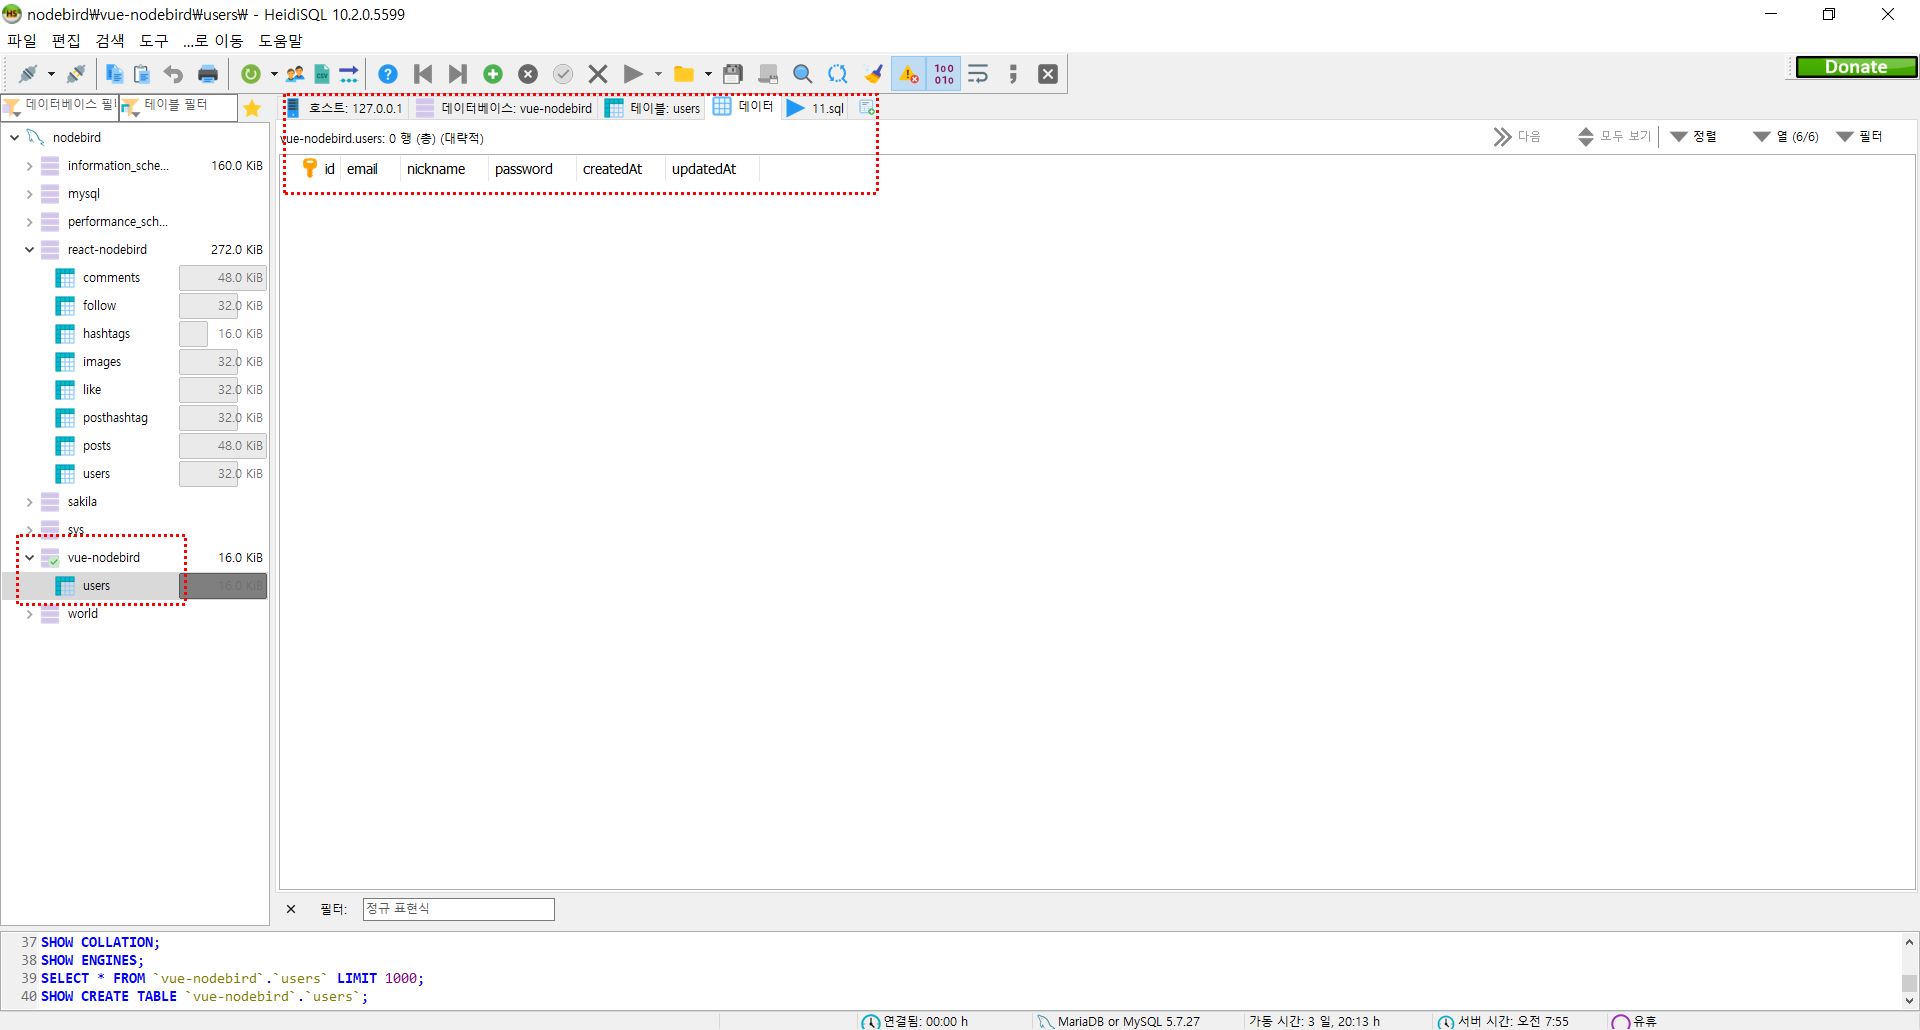 nodebird₩vue-nodebird₩users₩ - HeidiSQL 10.2.0.5599
파일 편집 검색 도구 ...로 이동 도움말
Donate
데이터베이스 필 테이블 필터
호스트: 127.0.0.1 데이터베이스: vue-nodebird 테이블: users 데이터 11.sql
vue-nodebird.users: 0 행 (총) (대략적) 다음 모두 보기 정렬 열 (6/6) 필터
id email nickname password createdAt updatedAt
nodebird
information_sche... 160.0 KiB
mysql
performance_sch...
react-nodebird 272.0 KiB
comments 48.0 KiB
follow 32.0 KiB
hashtags 16.0 KiB
images 32.0 KiB
like 32.0 KiB
posthashtag 32.0 KiB
posts 48.0 KiB
users 32.0 KiB
sakila
sys
vue-nodebird 16.0 KiB
users 16.0 KiB
world
필터: 정규 표현식
37 SHOW COLLATION;
38 SHOW ENGINES;
39 SELECT * FROM `vue-nodebird`.`users` LIMIT 1000;
40 SHOW CREATE TABLE `vue-nodebird`.`users`;
연결됨: 00:00 h MariaDB or MySQL 5.7.27 가동 시간: 3 일, 20:13 h 서버 시간: 오전 7:55 유휴